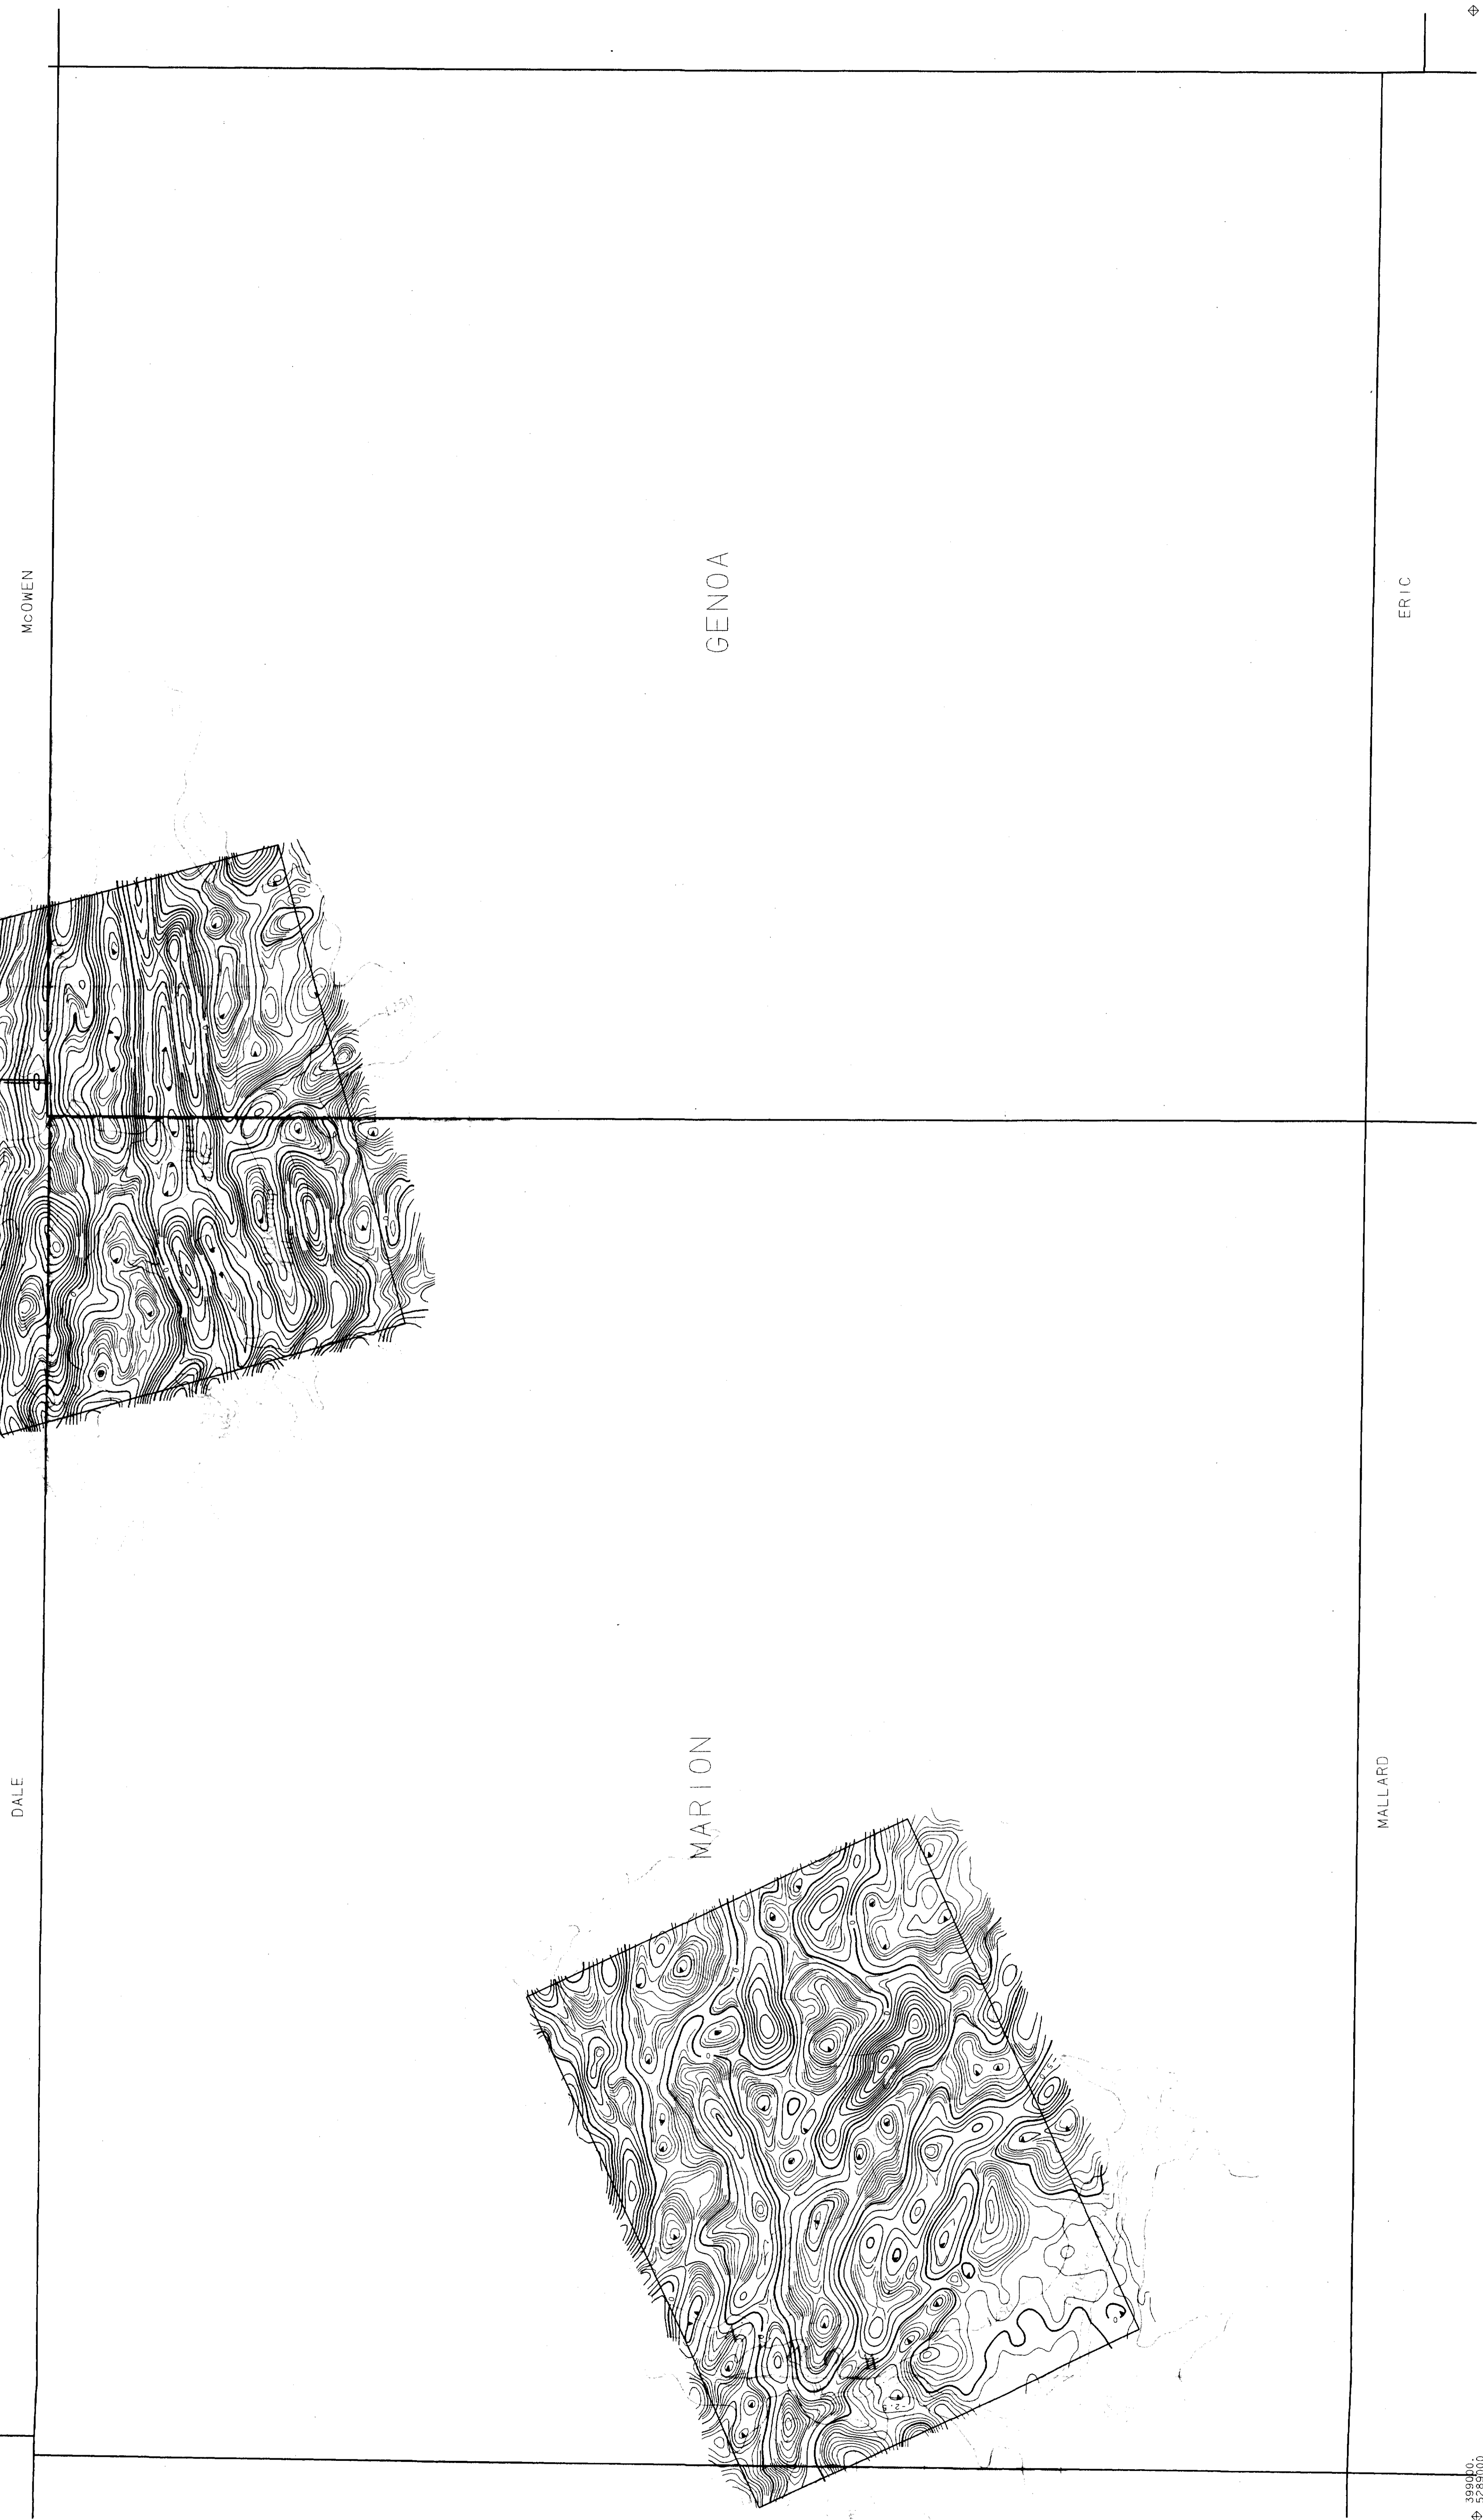 McOWEN
GENOA
ERIC
DALE
MARION
MALLARD
399000.
5289000